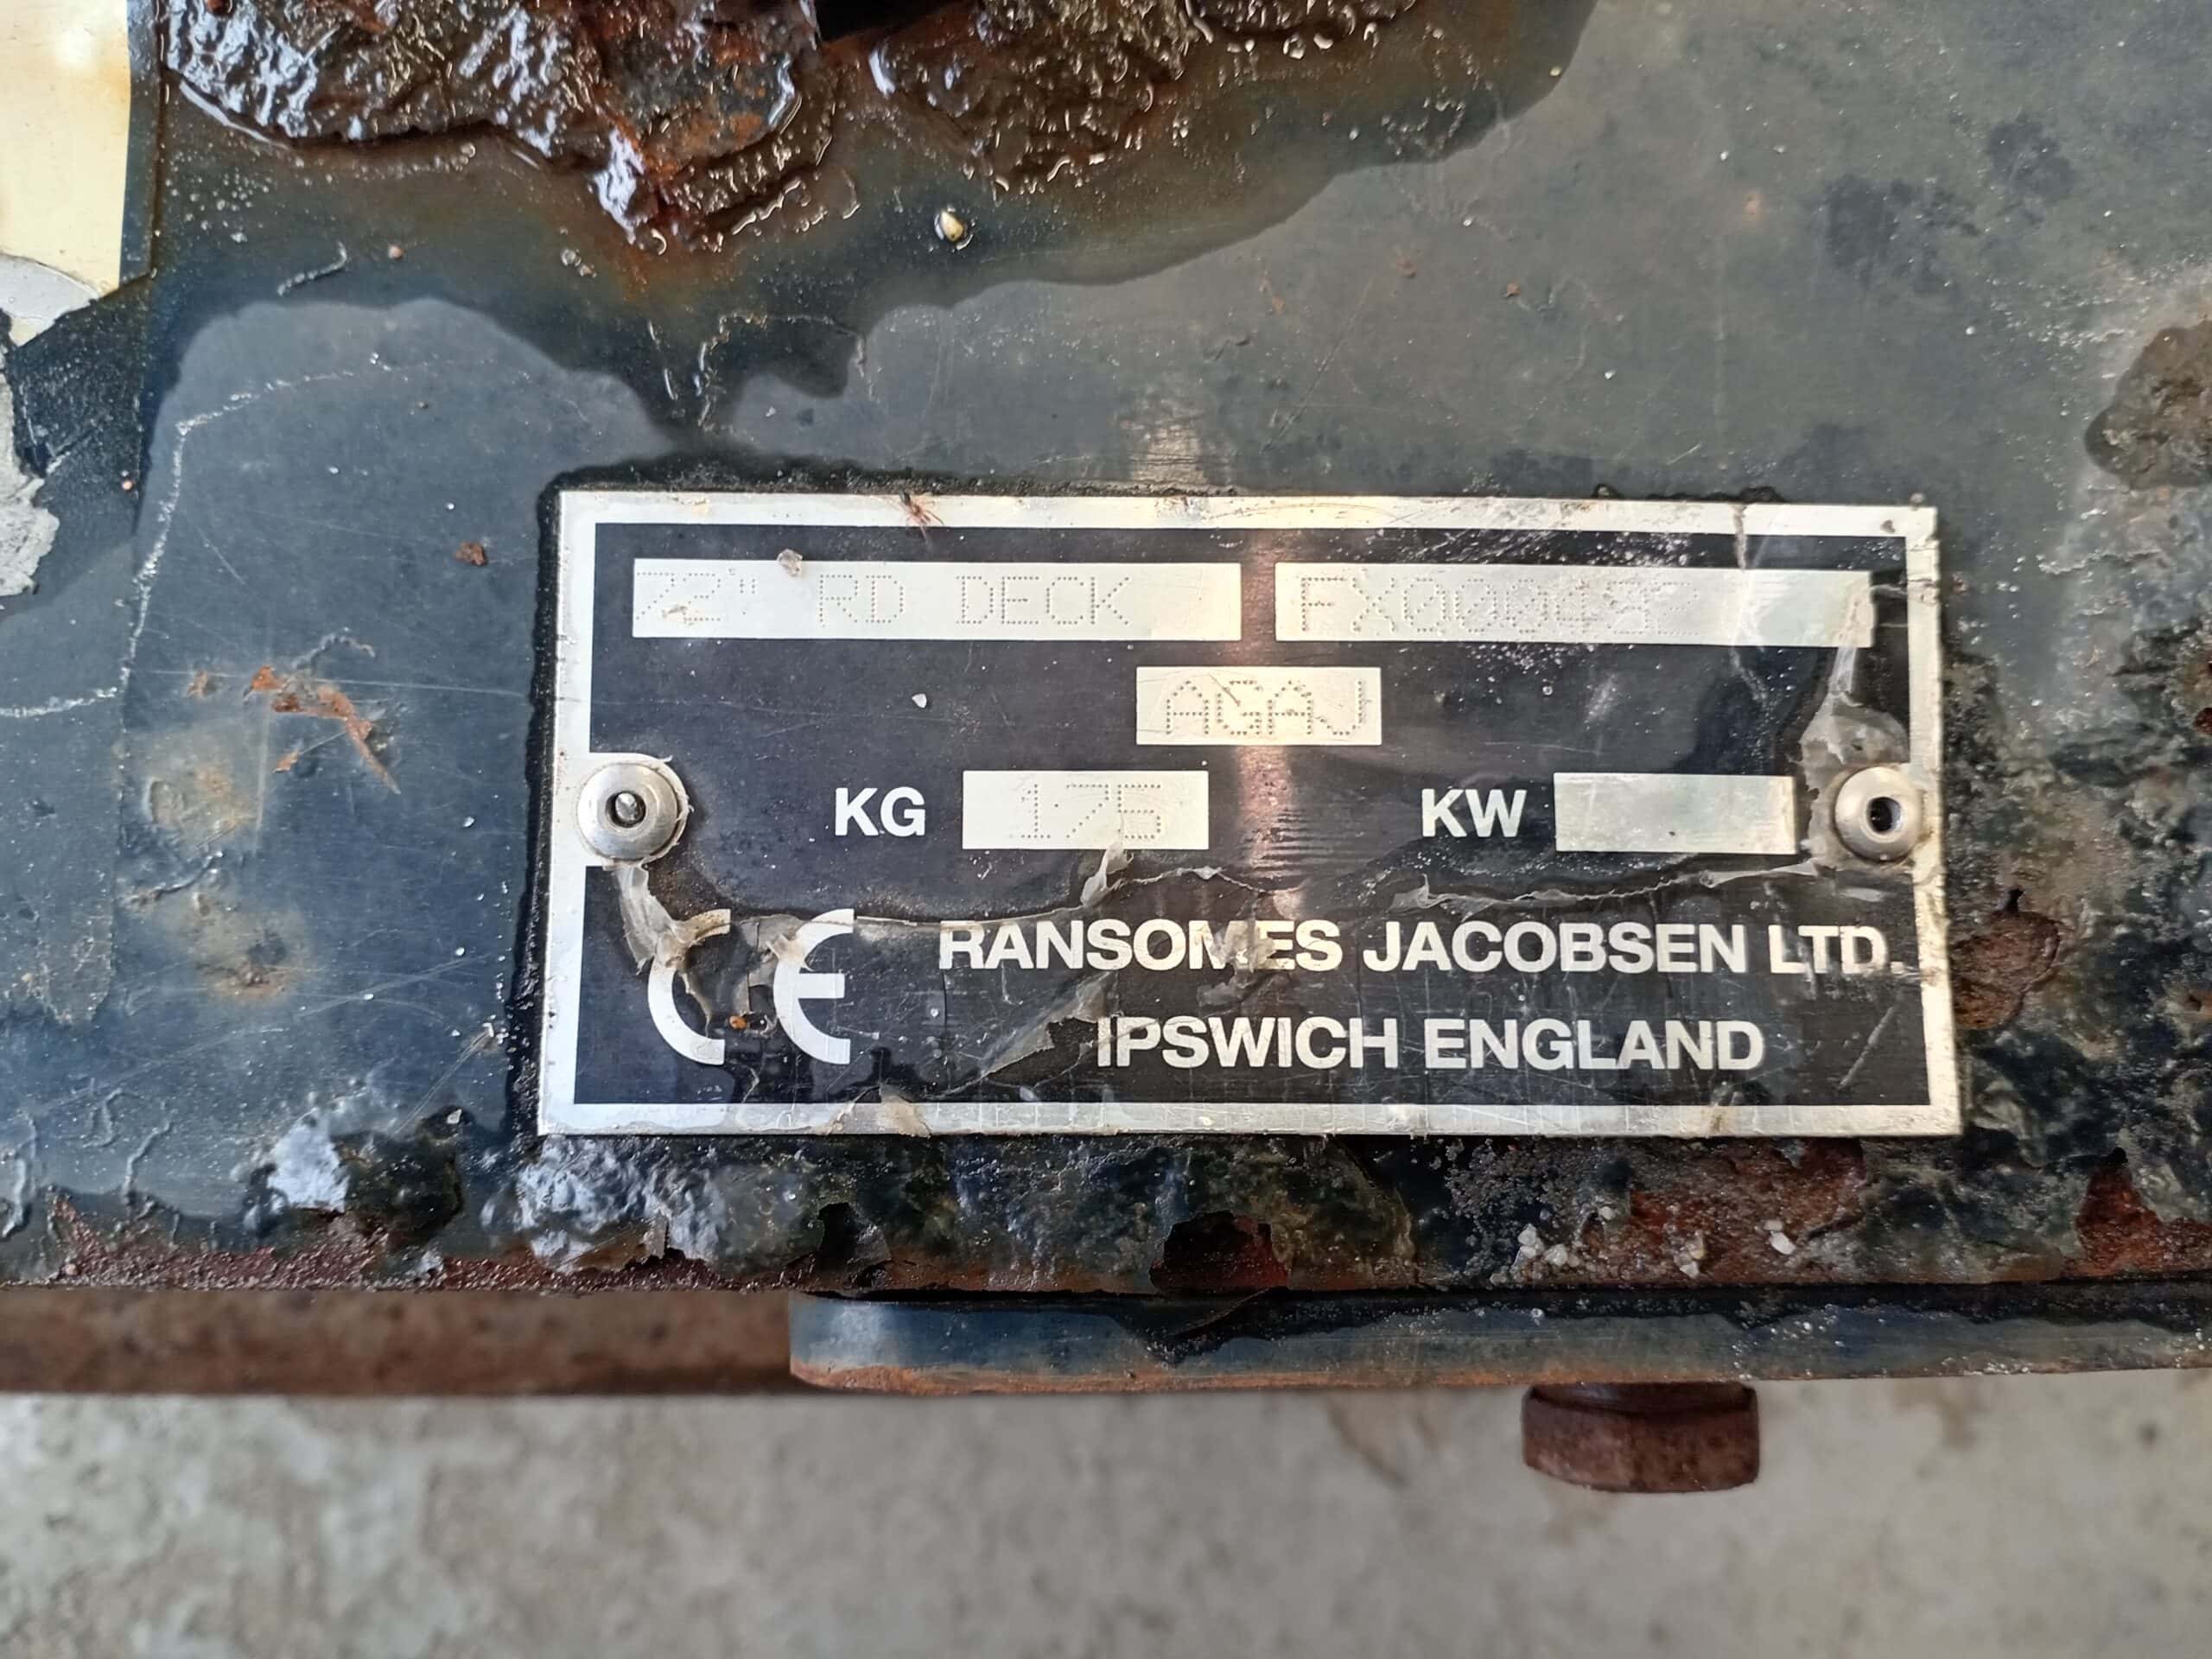 72" RD DECK
AGAJ
KG 175 KW
CE RANSOMES JACOBSEN LTD.
IPSWICH ENGLAND